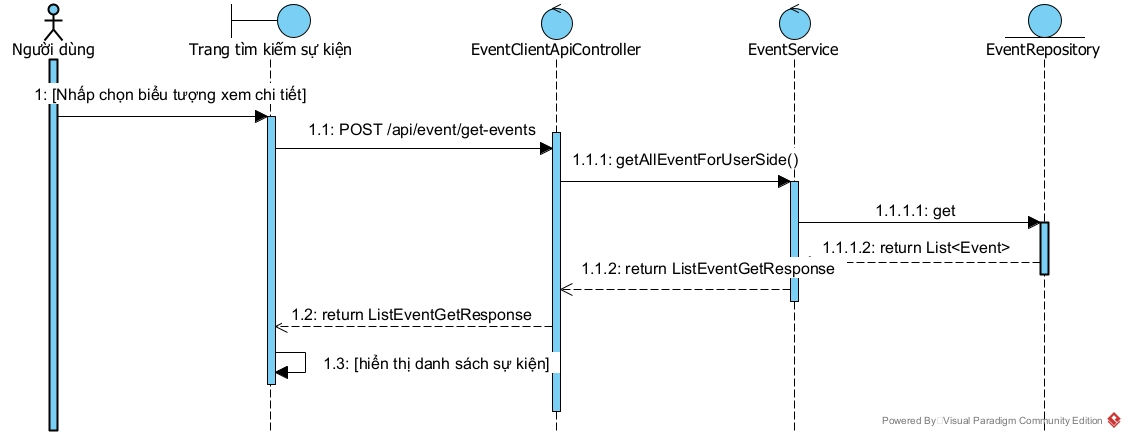 Người dùng
Trang tìm kiếm sự kiện
EventClientApiController
EventService
EventRepository
1: [Nhấp chọn biểu tượng xem chi tiết]
1.1: POST /api/event/get-events
1.1.1: getAllEventForUserSide()
1.1.1.1: get
1.1.1.2: return List<Event>
1.1.2: return ListEventGetResponse
1.2: return ListEventGetResponse
1.3: [hiển thị danh sách sự kiện]
Powered By Visual Paradigm Community Edition